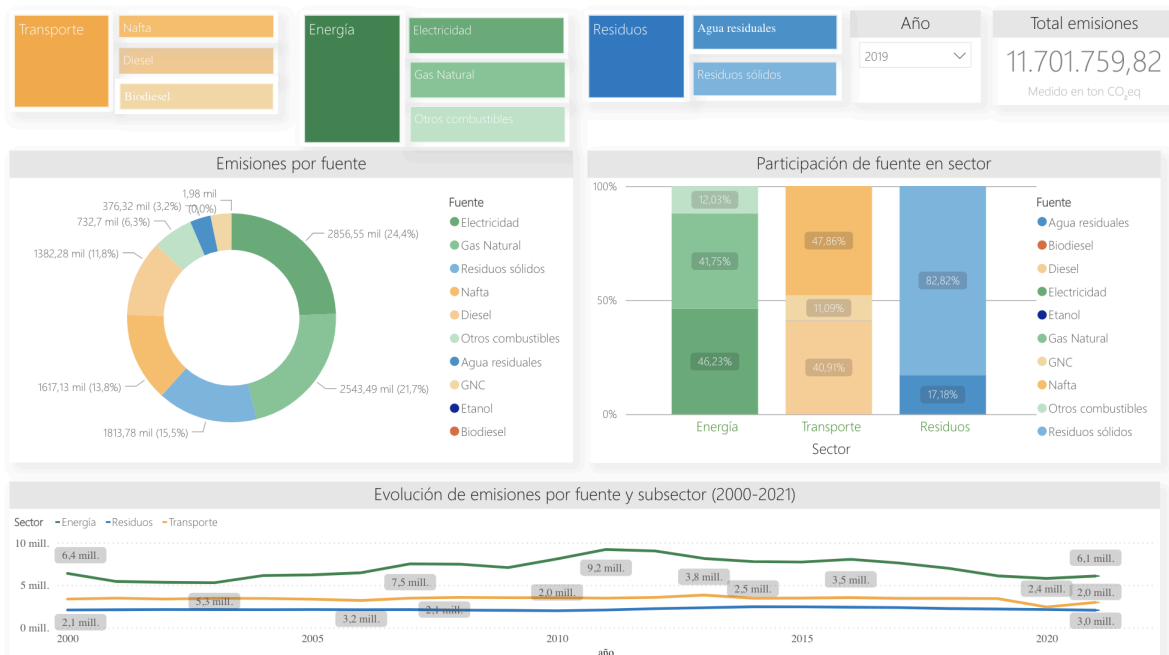 Transporte
Nafta
Diesel
Biodiesel
Energía
Electricidad
Gas Natural
Otros combustibles
Residuos
Agua residuales
Residuos sólidos
Año
2019
Total emisiones
11.701.759,82
Medido en ton CO₂eq
Emisiones por fuente
1,98 mil
(0,0%)
376,32 mil (3,2%)
732,7 mil (6,3%)
1382,28 mil (11,8%)
1617,13 mil (13,8%)
1813,78 mil (15,5%)
2856,55 mil (24,4%)
2543,49 mil (21,7%)
Fuente
Electricidad
Gas Natural
Residuos sólidos
Nafta
Diesel
Otros combustibles
Agua residuales
GNC
Etanol
Biodiesel
Participación de fuente en sector
100%
50%
0%
12,03%
41,75%
46,23%
47,86%
11,09%
40,91%
82,82%
17,18%
Energía
Transporte
Residuos
Sector
Fuente
Agua residuales
Biodiesel
Diesel
Electricidad
Etanol
Gas Natural
GNC
Nafta
Otros combustibles
Residuos sólidos
Evolución de emisiones por fuente y subsector (2000-2021)
Sector Energía Residuos Transporte
10 mill.
5 mill.
0 mill.
6,4 mill.
5,3 mill.
7,5 mill.
9,2 mill.
3,8 mill.
3,5 mill.
6,1 mill.
2,1 mill.
3,2 mill.
2,1 mill.
2,0 mill.
2,5 mill.
2,4 mill.
2,0 mill.
3,0 mill.
2000
2005
2010
2015
2020
año